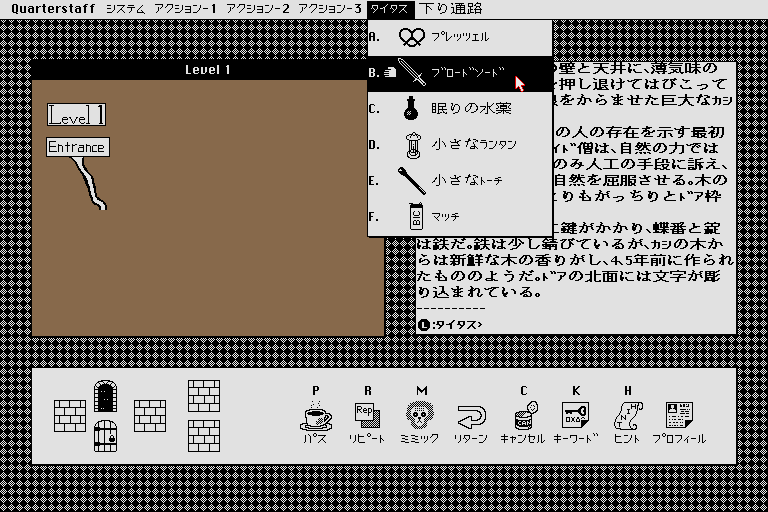 Quarterstaff システム アクション-1 アクション-2 アクション-3 タイタス 下り通路
A. プレッツェル
B. ブロードソード
C. 眠りの水薬
D. 小さなランタン
E. 小さなトーチ
F. マッチ
BIC
Level 1
Level 1
Entrance
の壁と天井に、薄気味の
押し退けてはびこって
をからませた巨大なカシ
の人の存在を示す最初
イド僧は、自然の力では
のみ人工の手段に訴え、
自然を屈服させる。木の
とりもがっちりとドア枠
に鍵がかかり、蝶番と錠
は鉄だ。鉄は少し錆びているが、カシの木か
らは新鮮な木の香りがし、4、5年前に作られ
たもののようだ。ドアの北面には文字が彫
り込まれている。
----------
L:タイタス>
P R M C K H
Rep
パス リピート ミミック リターン キャンセル キーワード ヒント プロフィール